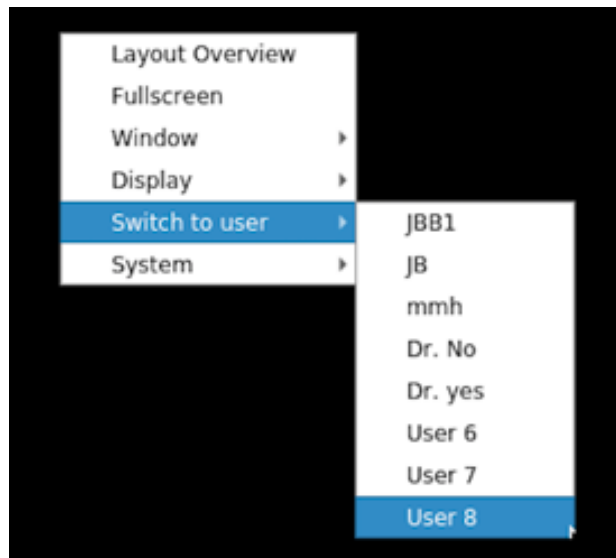 Layout Overview
Fullscreen
Window
Display
Switch to user
System
JBB1
JB
mmh
Dr. No
Dr. yes
User 6
User 7
User 8